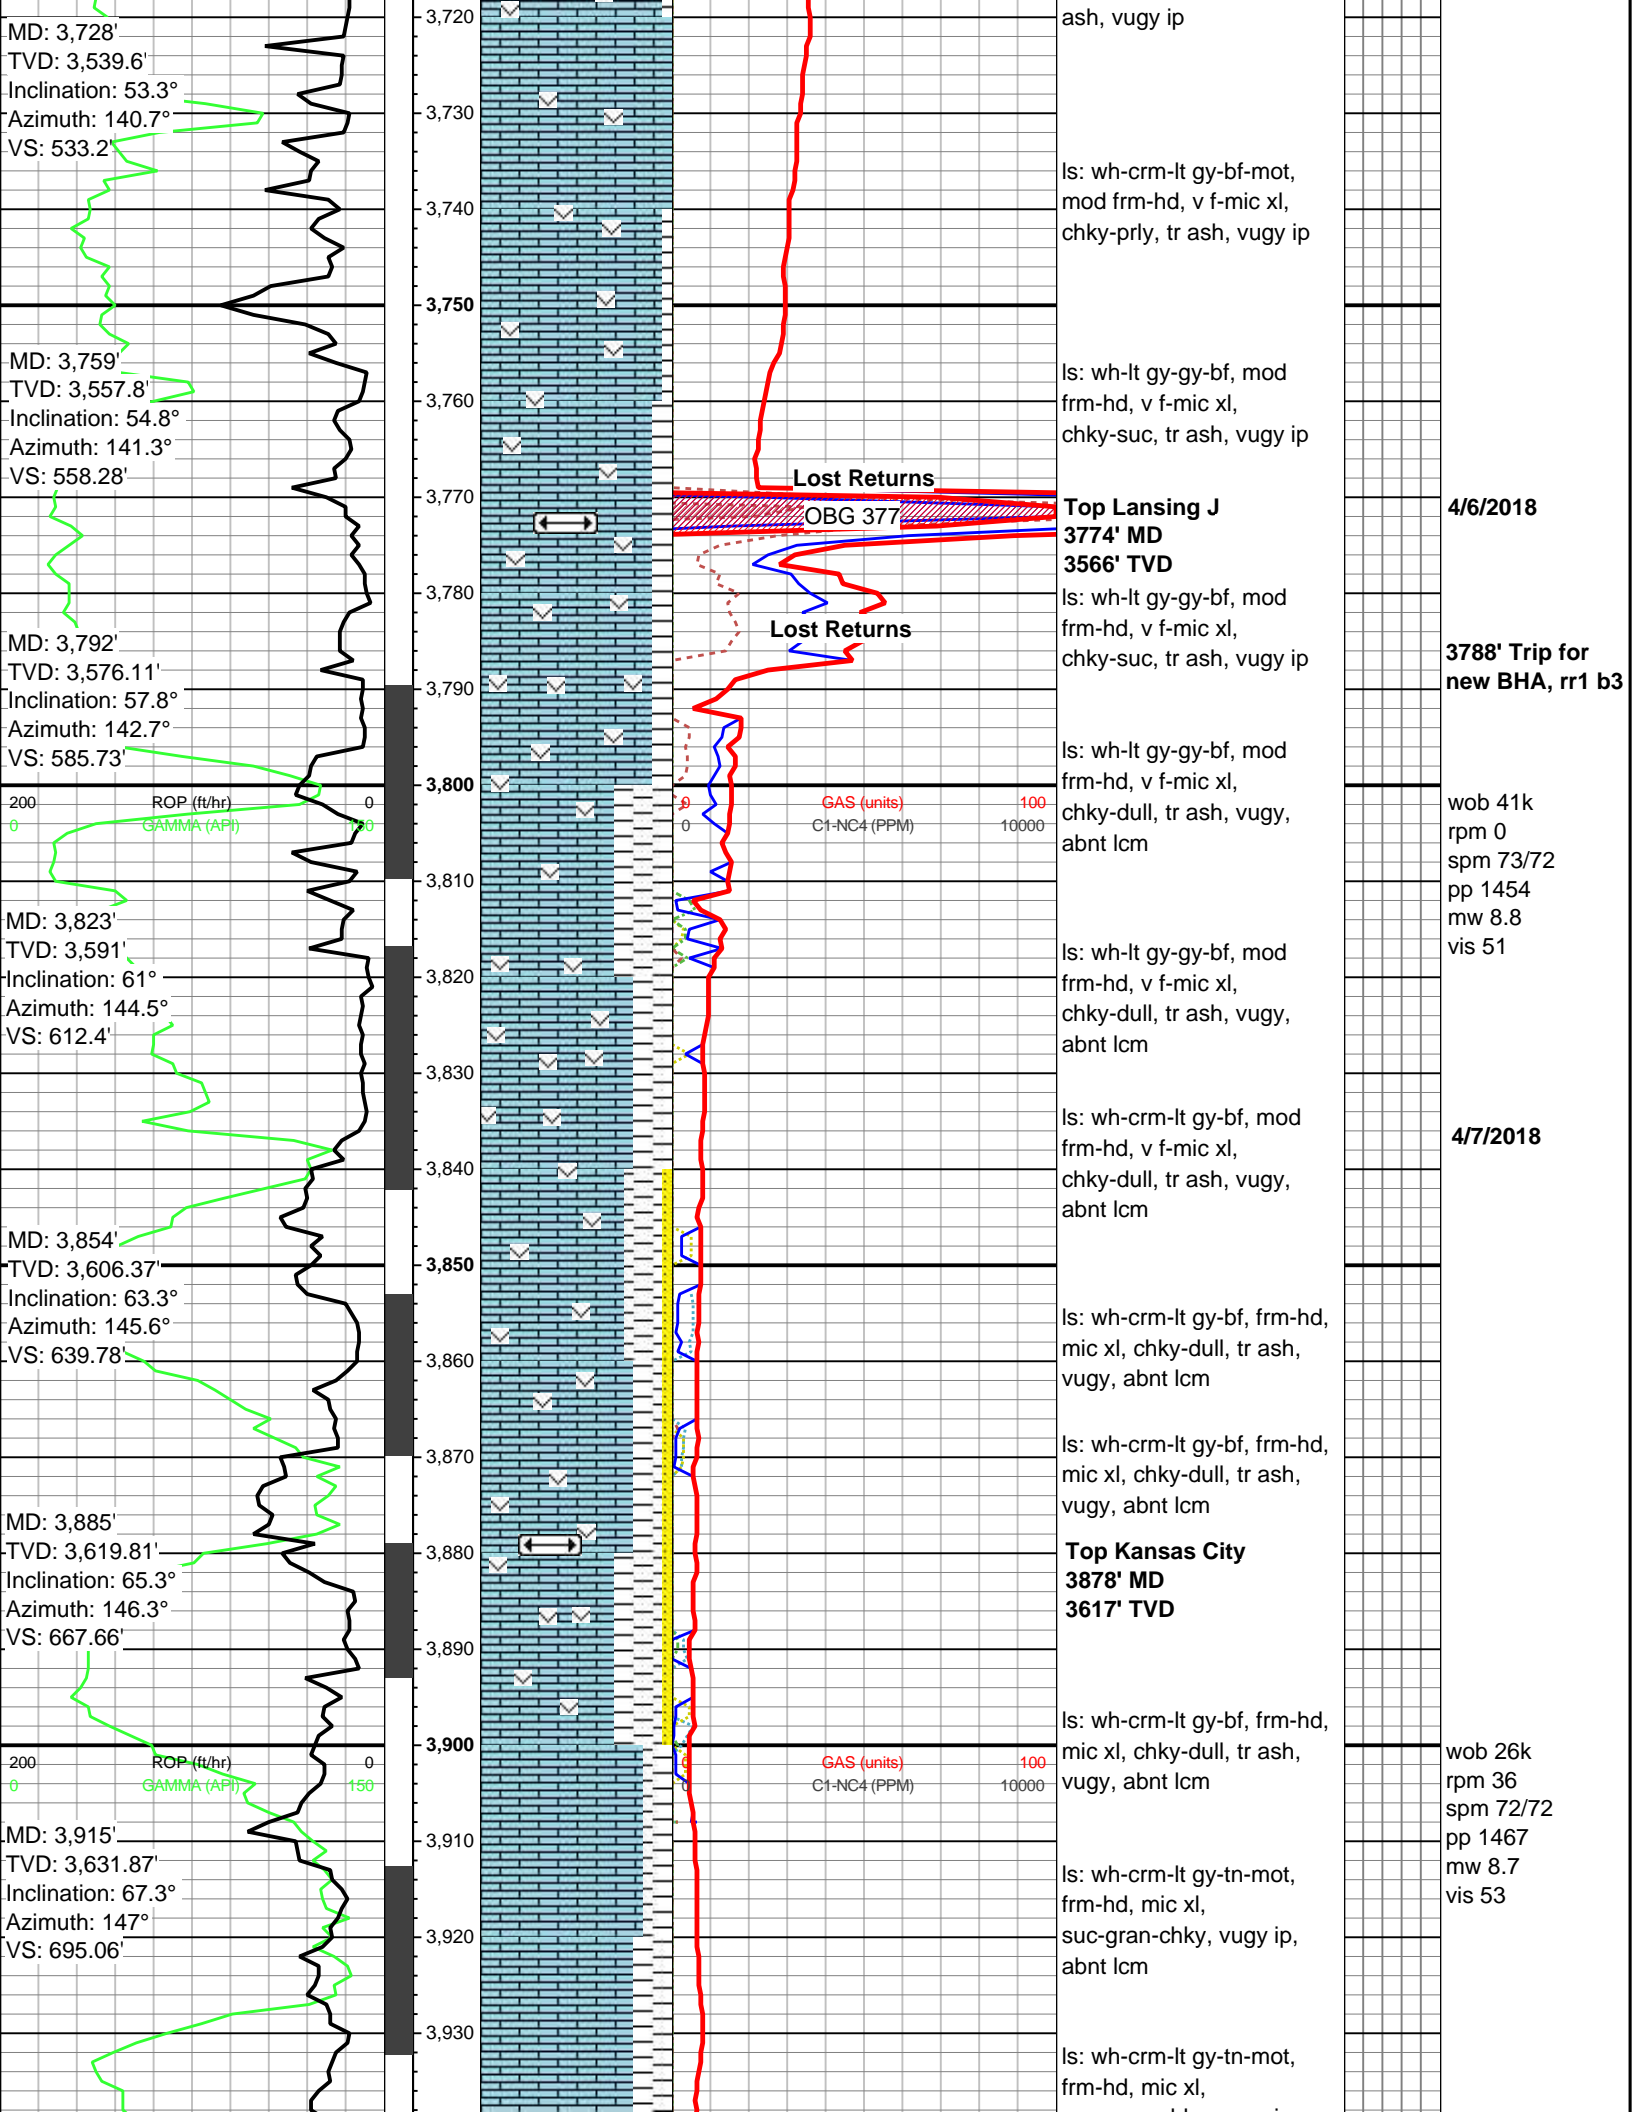 MD: 3,728'
TVD: 3,539.6'
Inclination: 53.3°
Azimuth: 140.7°
VS: 533.2'
MD: 3,759'
TVD: 3,557.8'
Inclination: 54.8°
Azimuth: 141.3°
VS: 558.28'
MD: 3,792'
TVD: 3,576.11'
Inclination: 57.8°
Azimuth: 142.7°
VS: 585.73'
200 ROP (ft/hr) 0
0 GAMMA (API) 150
MD: 3,823'
TVD: 3,591'
Inclination: 61°
Azimuth: 144.5°
VS: 612.4'
MD: 3,854'
TVD: 3,606.37'
Inclination: 63.3°
Azimuth: 145.6°
VS: 639.78'
MD: 3,885'
TVD: 3,619.81'
Inclination: 65.3°
Azimuth: 146.3°
VS: 667.66'
200 ROP (ft/hr) 0
0 GAMMA (API) 150
MD: 3,915'
TVD: 3,631.87'
Inclination: 67.3°
Azimuth: 147°
VS: 695.06'
3,720
3,730
3,740
3,750
3,760
3,770
3,780
3,790
3,800
3,810
3,820
3,830
3,840
3,850
3,860
3,870
3,880
3,890
3,900
3,910
3,920
3,930
Lost Returns
OBG 377
Lost Returns
0 GAS (units) 100
0 C1-NC4 (PPM) 10000
0 GAS (units) 100
0 C1-NC4 (PPM) 10000
ash, vugy ip
ls: wh-crm-lt gy-bf-mot,
mod frm-hd, v f-mic xl,
chky-prly, tr ash, vugy ip
ls: wh-lt gy-gy-bf, mod
frm-hd, v f-mic xl,
chky-suc, tr ash, vugy ip
Top Lansing J
3774' MD
3566' TVD
ls: wh-lt gy-gy-bf, mod
frm-hd, v f-mic xl,
chky-suc, tr ash, vugy ip
ls: wh-lt gy-gy-bf, mod
frm-hd, v f-mic xl,
chky-dull, tr ash, vugy,
abnt lcm
ls: wh-lt gy-gy-bf, mod
frm-hd, v f-mic xl,
chky-dull, tr ash, vugy,
abnt lcm
ls: wh-crm-lt gy-bf, mod
frm-hd, v f-mic xl,
chky-dull, tr ash, vugy,
abnt lcm
ls: wh-crm-lt gy-bf, frm-hd,
mic xl, chky-dull, tr ash,
vugy, abnt lcm
ls: wh-crm-lt gy-bf, frm-hd,
mic xl, chky-dull, tr ash,
vugy, abnt lcm
Top Kansas City
3878' MD
3617' TVD
ls: wh-crm-lt gy-bf, frm-hd,
mic xl, chky-dull, tr ash,
vugy, abnt lcm
ls: wh-crm-lt gy-tn-mot,
frm-hd, mic xl,
suc-gran-chky, vugy ip,
abnt lcm
ls: wh-crm-lt gy-tn-mot,
frm-hd, mic xl,
4/6/2018
3788' Trip for
new BHA, rr1 b3
wob 41k
rpm 0
spm 73/72
pp 1454
mw 8.8
vis 51
4/7/2018
wob 26k
rpm 36
spm 72/72
pp 1467
mw 8.7
vis 53